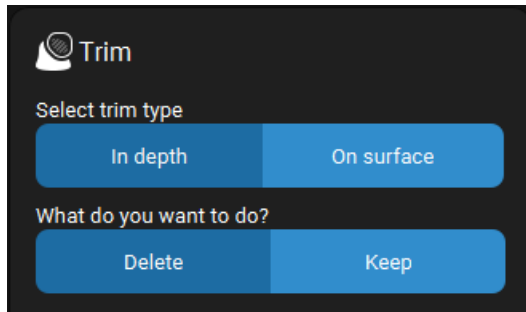 Trim
Select trim type
In depth On surface
What do you want to do?
Delete Keep